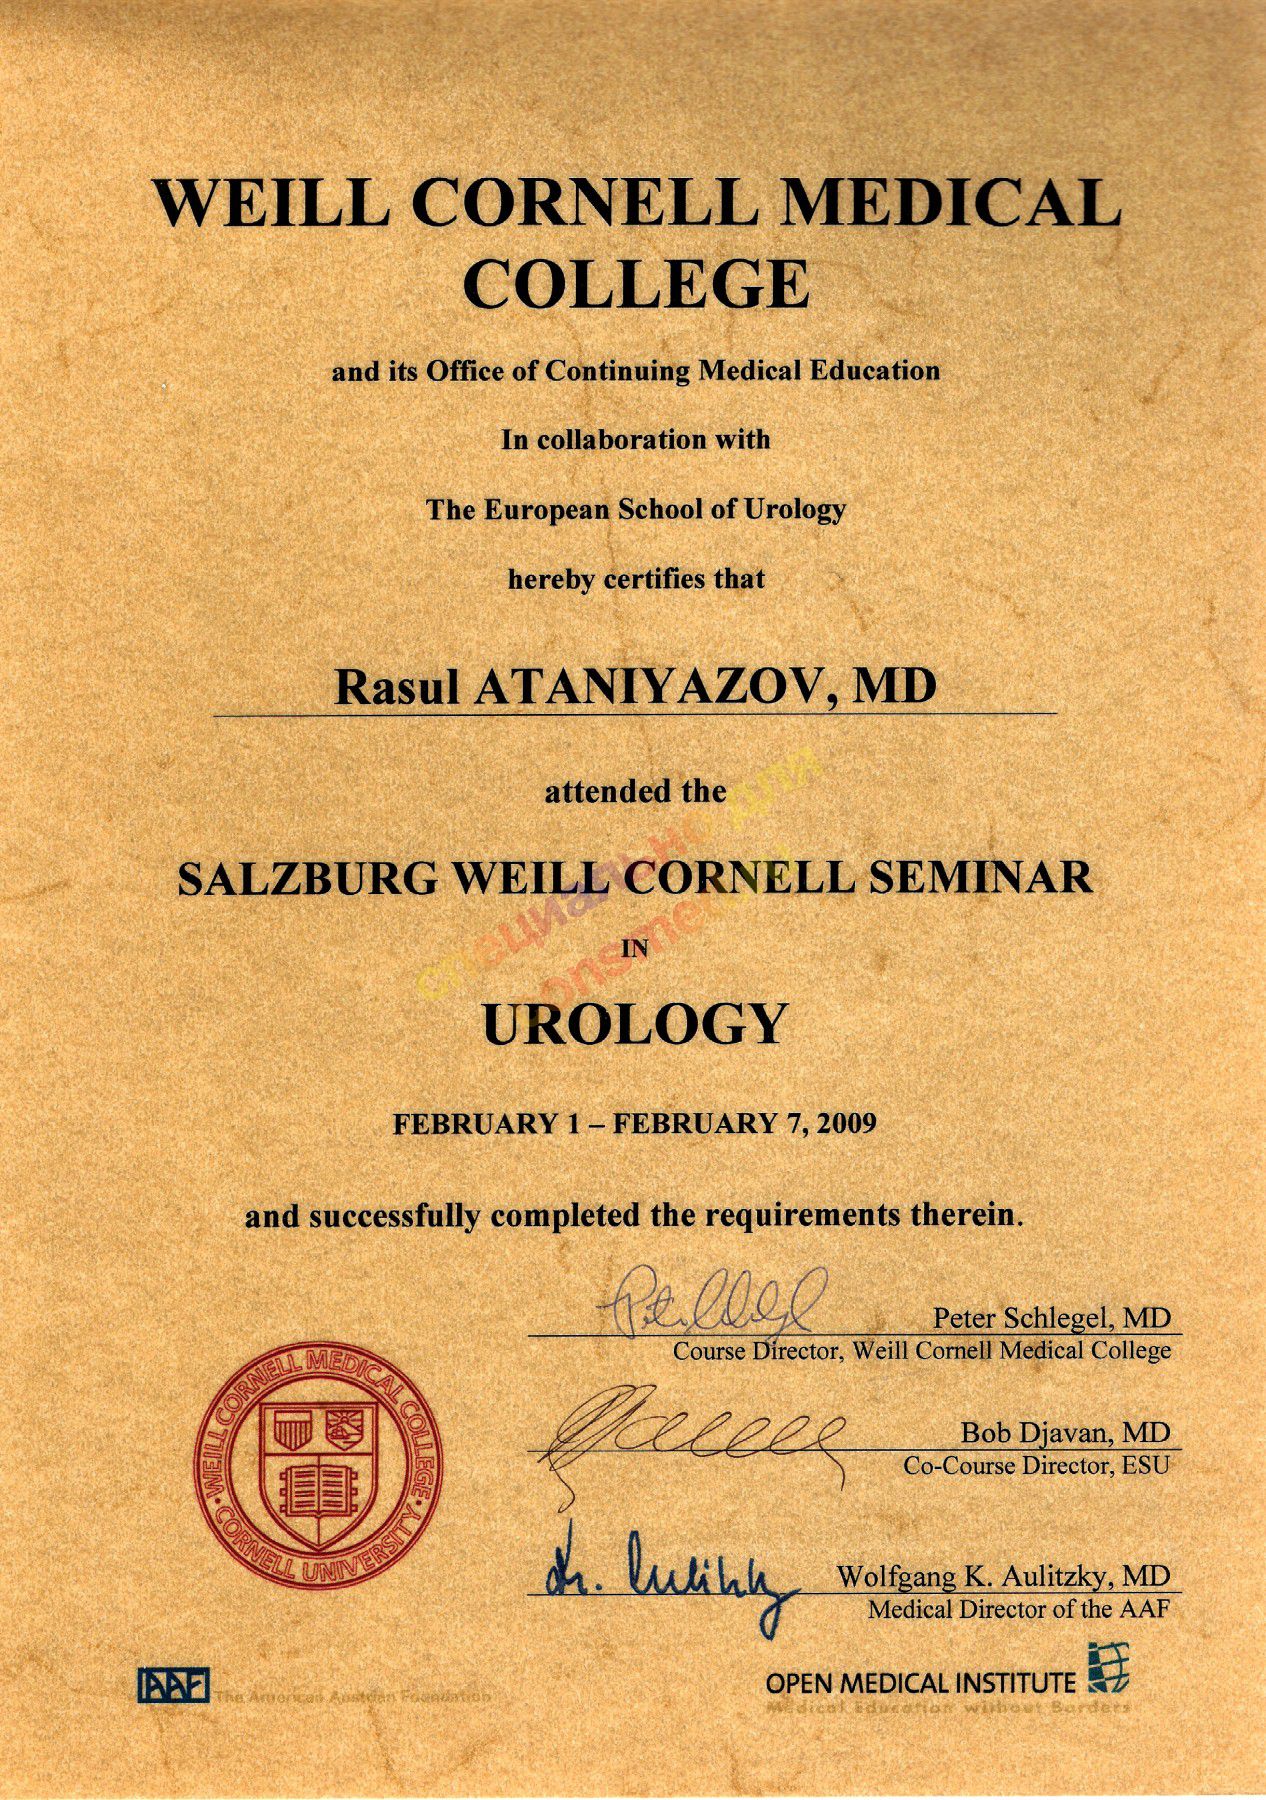 WEILL CORNELL MEDICAL
COLLEGE
and its Office of Continuing Medical Education
In collaboration with
The European School of Urology
hereby certifies that
Rasul ATANIYAZOV, MD
attended the
SALZBURG WEILL CORNELL SEMINAR
IN
UROLOGY
FEBRUARY 1 – FEBRUARY 7, 2009
and successfully completed the requirements therein.
Peter Schlegel, MD
Course Director, Weill Cornell Medical College
Bob Djavan, MD
Co-Course Director, ESU
Dr. Aulitzky
Wolfgang K. Aulitzky, MD
Medical Director of the AAF
WEILL CORNELL MEDICAL COLLEGE
CORNELL UNIVERSITY
AAF The American Austrian Foundation
OPEN MEDICAL INSTITUTE
Medical Education without Borders
специально для